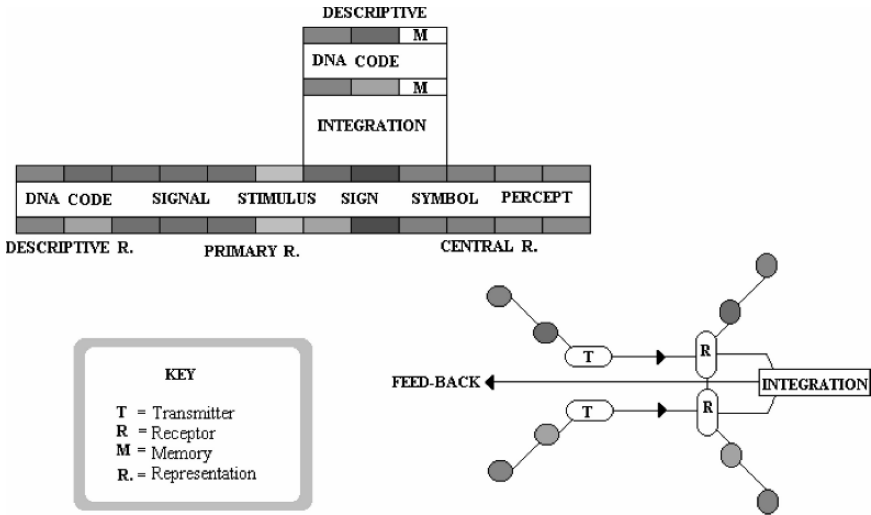 DESCRIPTIVE
M
DNA CODE
M
INTEGRATION
DNA CODE SIGNAL STIMULUS SIGN SYMBOL PERCEPT
DESCRIPTIVE R. PRIMARY R. CENTRAL R.
T R
FEED-BACK INTEGRATION
T R
KEY
T = Transmitter
R = Receptor
M = Memory
R. = Representation